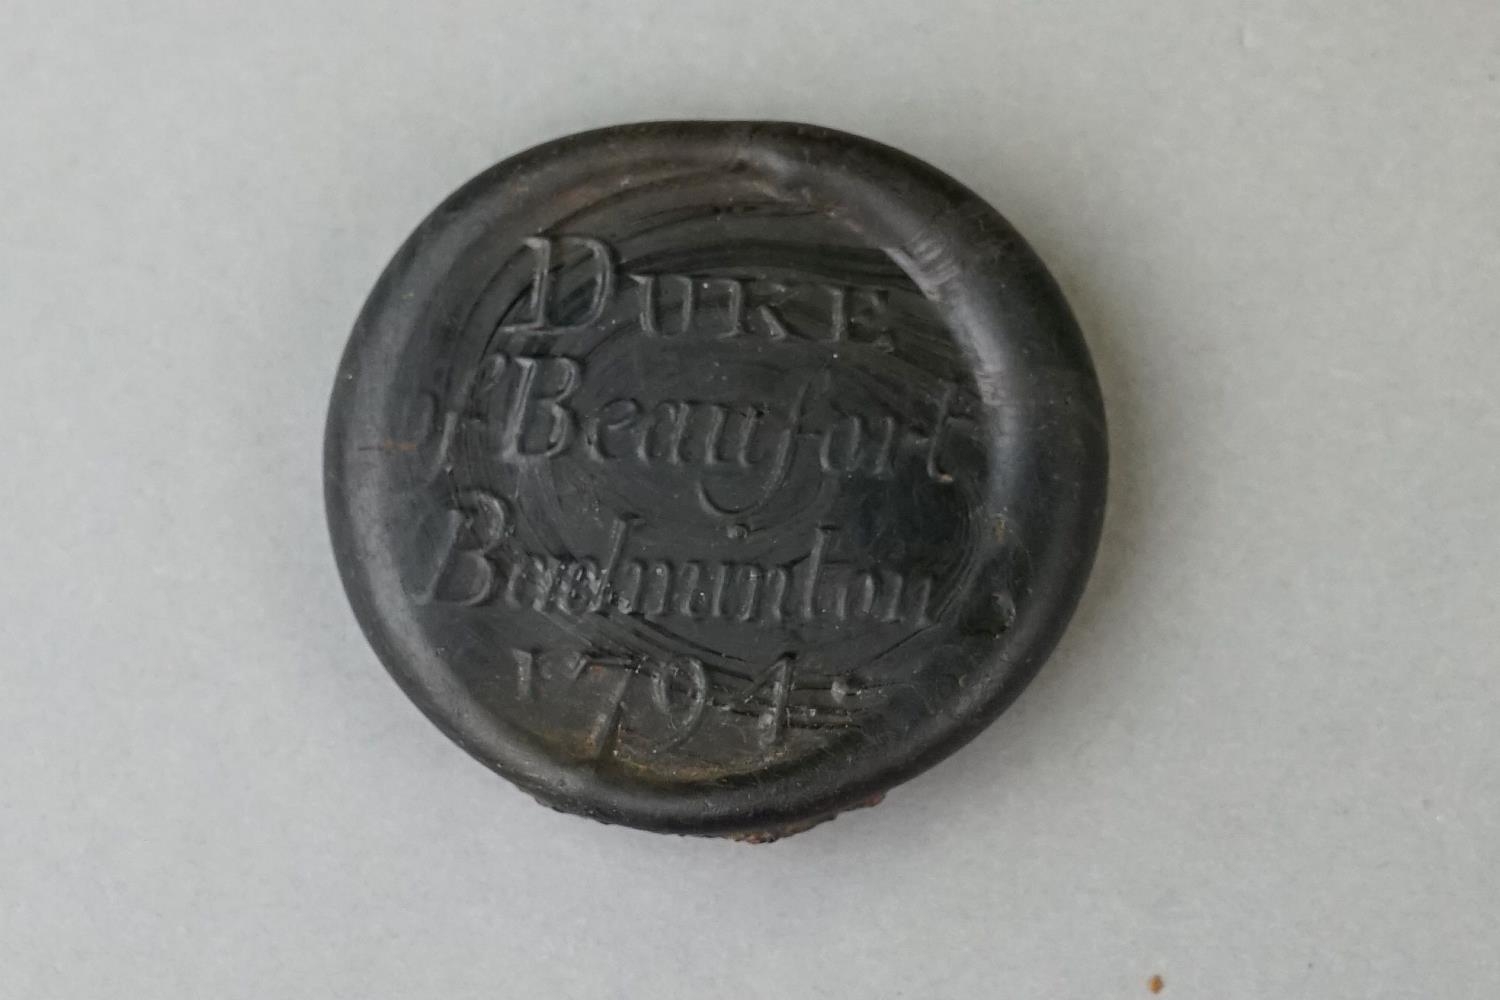 DUKE
of Beaufort
Badminton
1794.